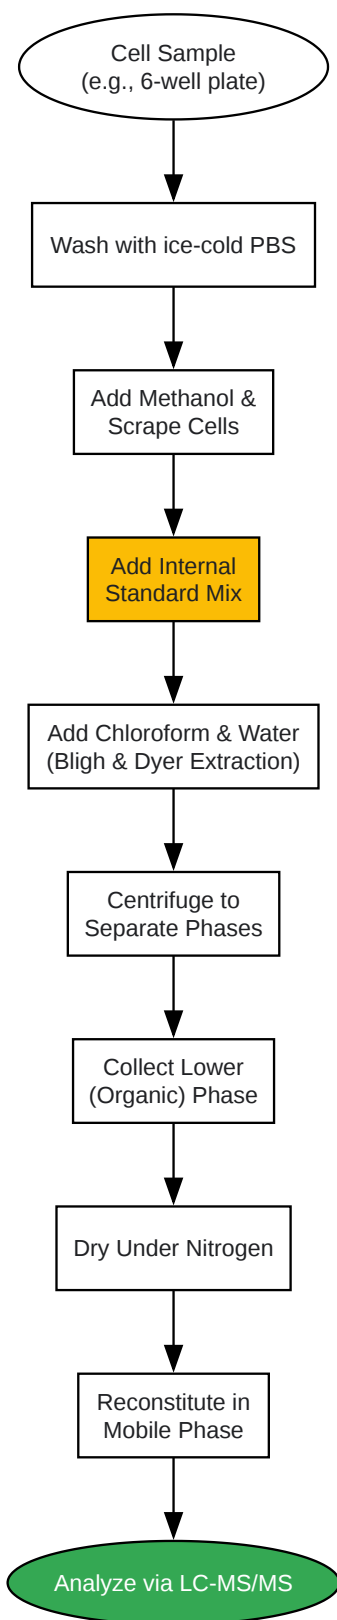 Cell Sample
(e.g., 6-well plate)
Wash with ice-cold PBS
Add Methanol &
Scrape Cells
Add Internal
Standard Mix
Add Chloroform & Water
(Bligh & Dyer Extraction)
Centrifuge to
Separate Phases
Collect Lower
(Organic) Phase
Dry Under Nitrogen
Reconstitute in
Mobile Phase
Analyze via LC-MS/MS